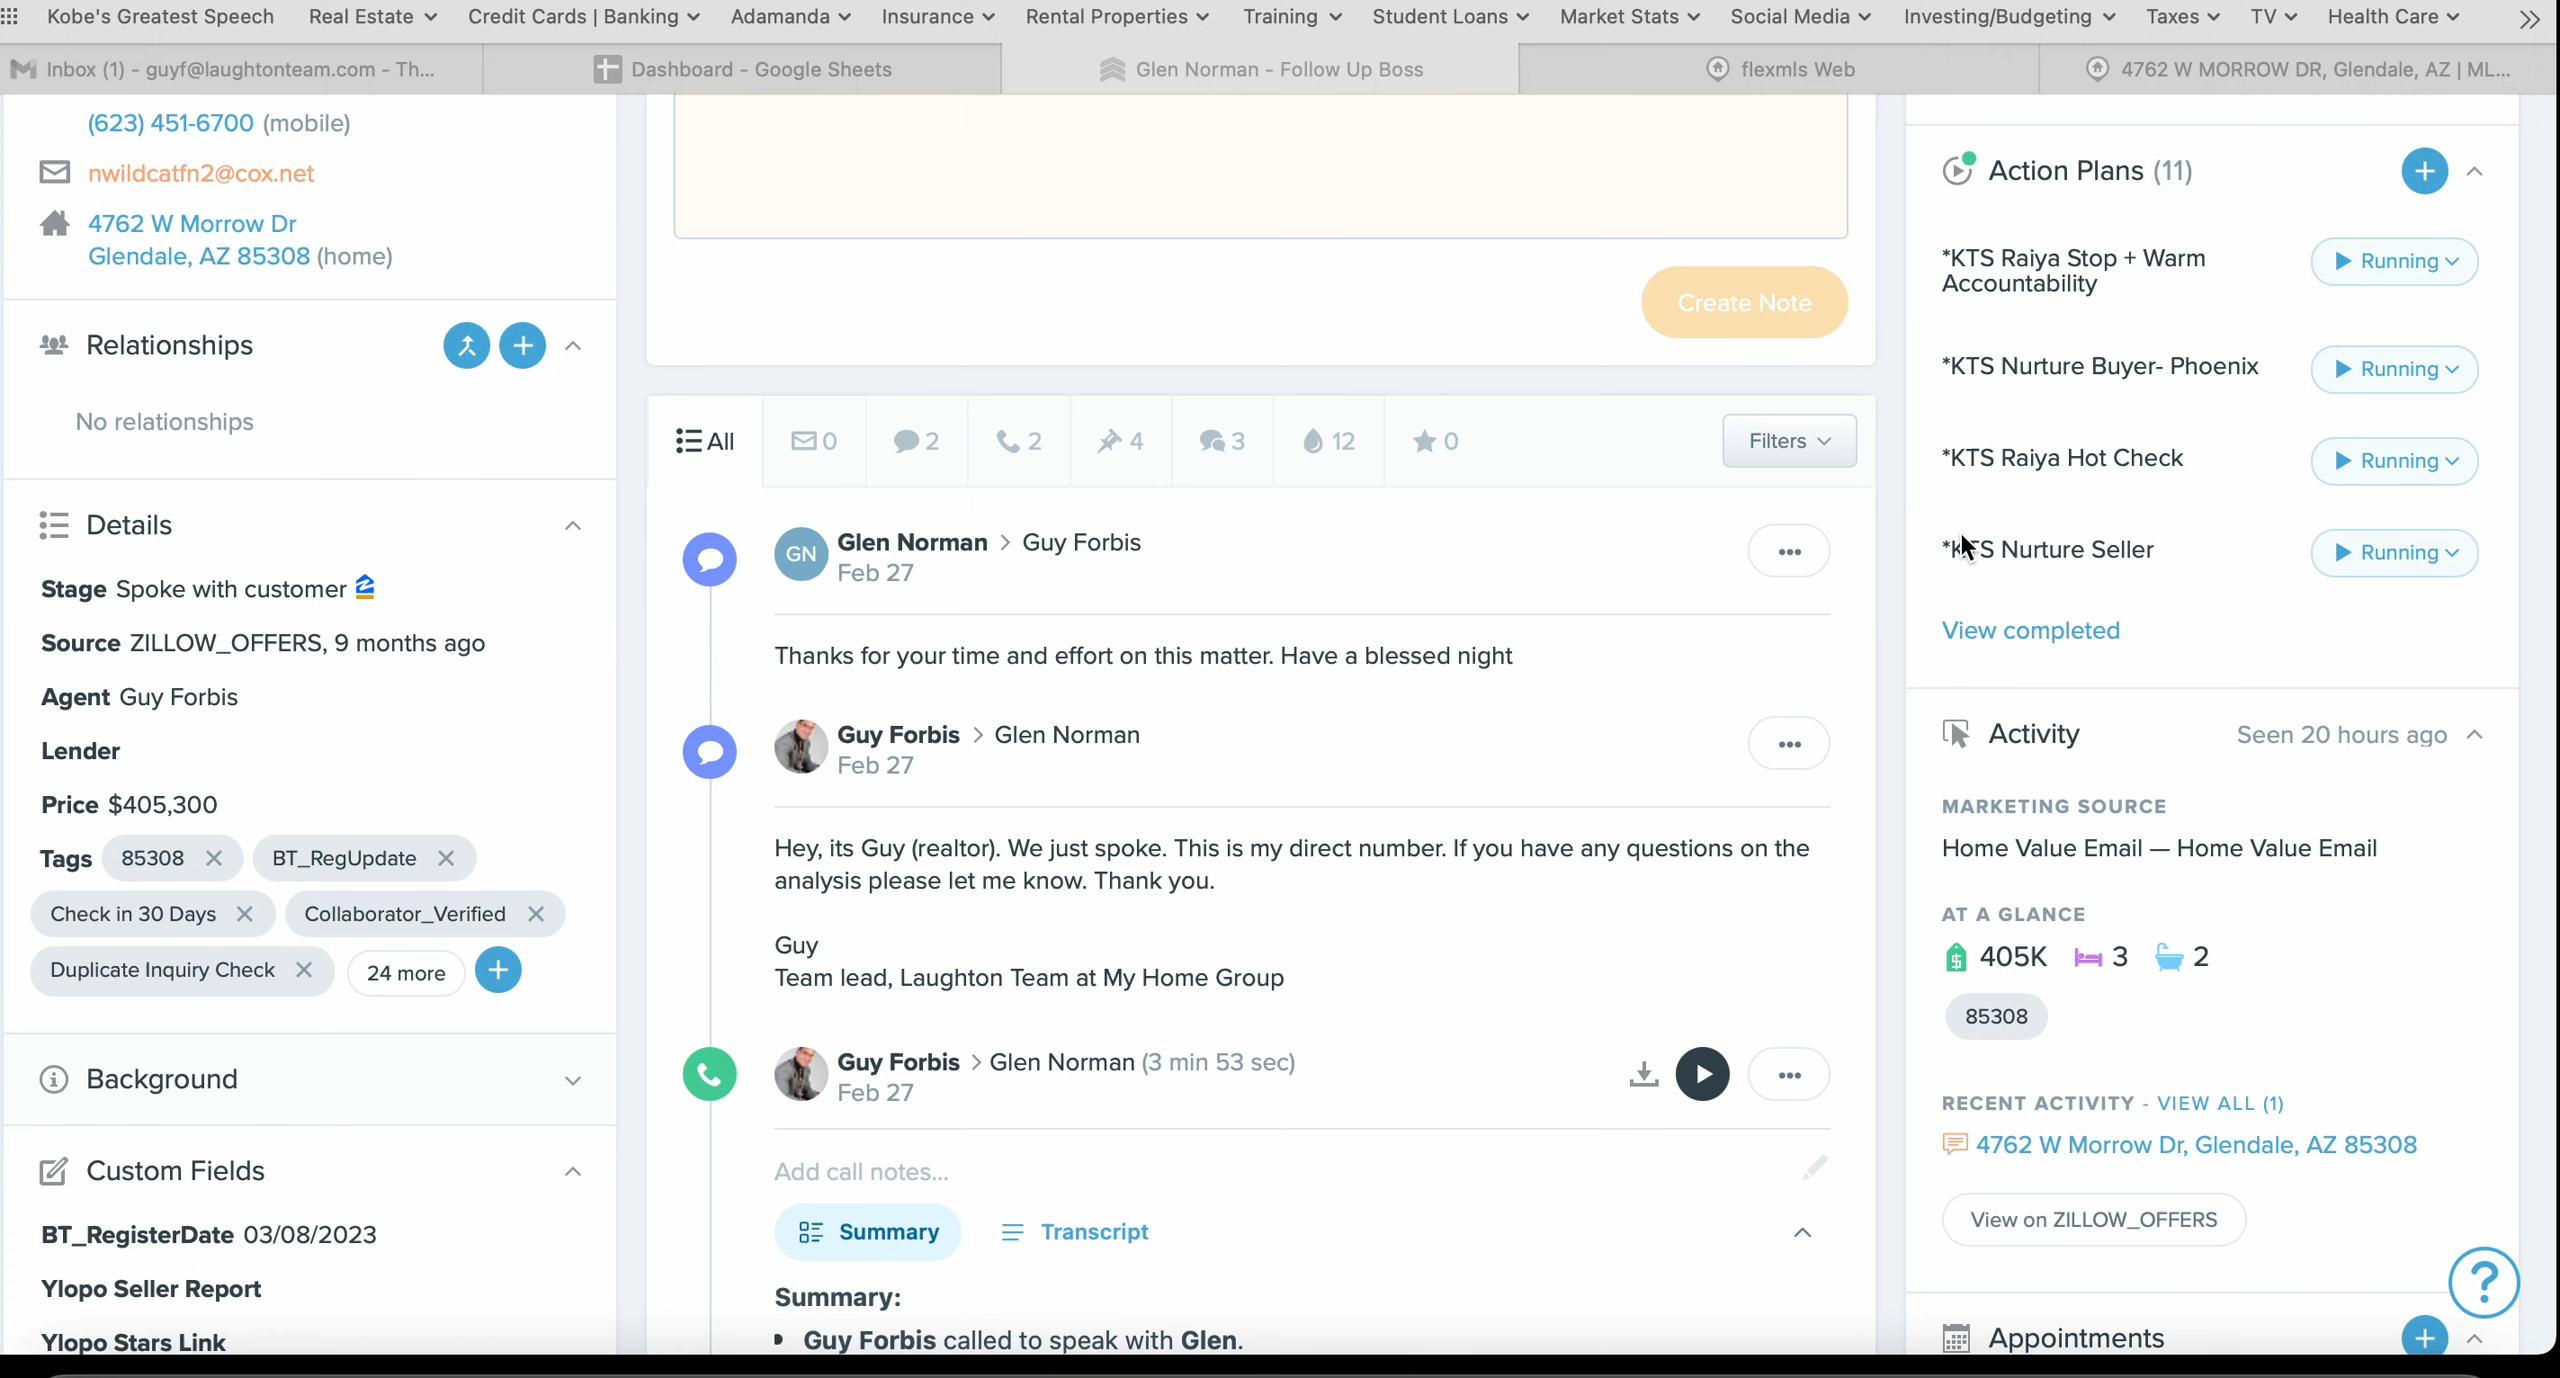 Kobe's Greatest Speech Real Estate Credit Cards | Banking Adamanda Insurance Rental Properties Training Student Loans Market Stats Social Media Investing/Budgeting Taxes TV Health Care
Inbox (1) - guyf@laughtonteam.com - Th... Dashboard - Google Sheets Glen Norman - Follow Up Boss flexmls Web 4762 W MORROW DR, Glendale, AZ | ML...
(623) 451-6700 (mobile)
nwildcatfn2@cox.net
4762 W Morrow Dr
Glendale, AZ 85308 (home)
Relationships
No relationships
Details
Stage Spoke with customer
Source ZILLOW_OFFERS, 9 months ago
Agent Guy Forbis
Lender
Price $405,300
Tags 85308 BT_RegUpdate
Check in 30 Days Collaborator_Verified
Duplicate Inquiry Check 24 more
Background
Custom Fields
BT_RegisterDate 03/08/2023
Ylopo Seller Report
Ylopo Stars Link
Create Note
All 0 2 2 4 3 12 0 Filters
GN Glen Norman > Guy Forbis
Feb 27
Thanks for your time and effort on this matter. Have a blessed night
Guy Forbis > Glen Norman
Feb 27
Hey, its Guy (realtor). We just spoke. This is my direct number. If you have any questions on the
analysis please let me know. Thank you.
Guy
Team lead, Laughton Team at My Home Group
Guy Forbis > Glen Norman (3 min 53 sec)
Feb 27
Add call notes...
Summary Transcript
Summary:
Guy Forbis called to speak with Glen.
Action Plans (11)
*KTS Raiya Stop + Warm
Accountability
Running
*KTS Nurture Buyer- Phoenix Running
*KTS Raiya Hot Check Running
*KTS Nurture Seller Running
View completed
Activity Seen 20 hours ago
MARKETING SOURCE
Home Value Email — Home Value Email
AT A GLANCE
405K 3 2
85308
RECENT ACTIVITY - VIEW ALL (1)
4762 W Morrow Dr, Glendale, AZ 85308
View on ZILLOW_OFFERS
Appointments